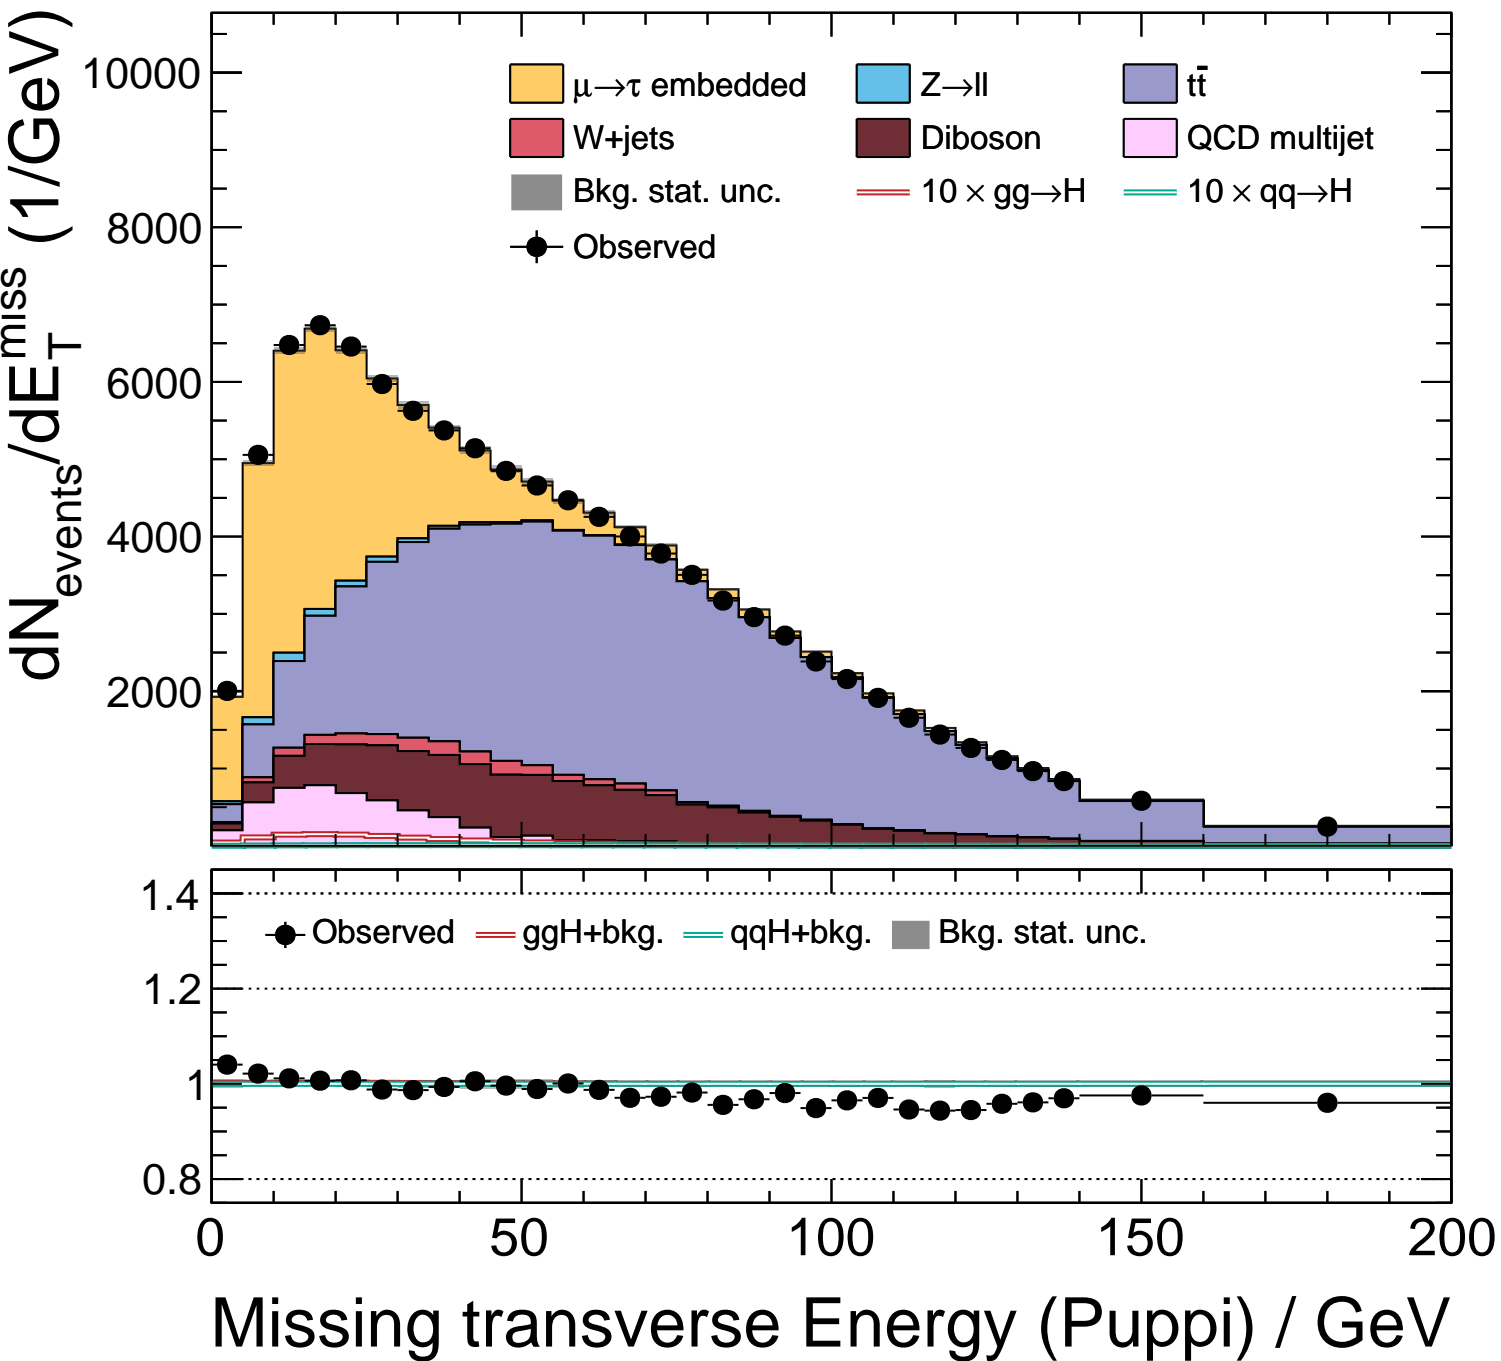 dN_events/dE_T^miss (1/GeV)
10000
8000
6000
4000
2000
μ→τ embedded Z→ll tt̄
W+jets Diboson QCD multijet
Bkg. stat. unc. 10 × gg→H 10 × qq→H
Observed
1.4
1.2
1
0.8
Observed ggH+bkg. qqH+bkg. Bkg. stat. unc.
0 50 100 150 200
Missing transverse Energy (Puppi) / GeV